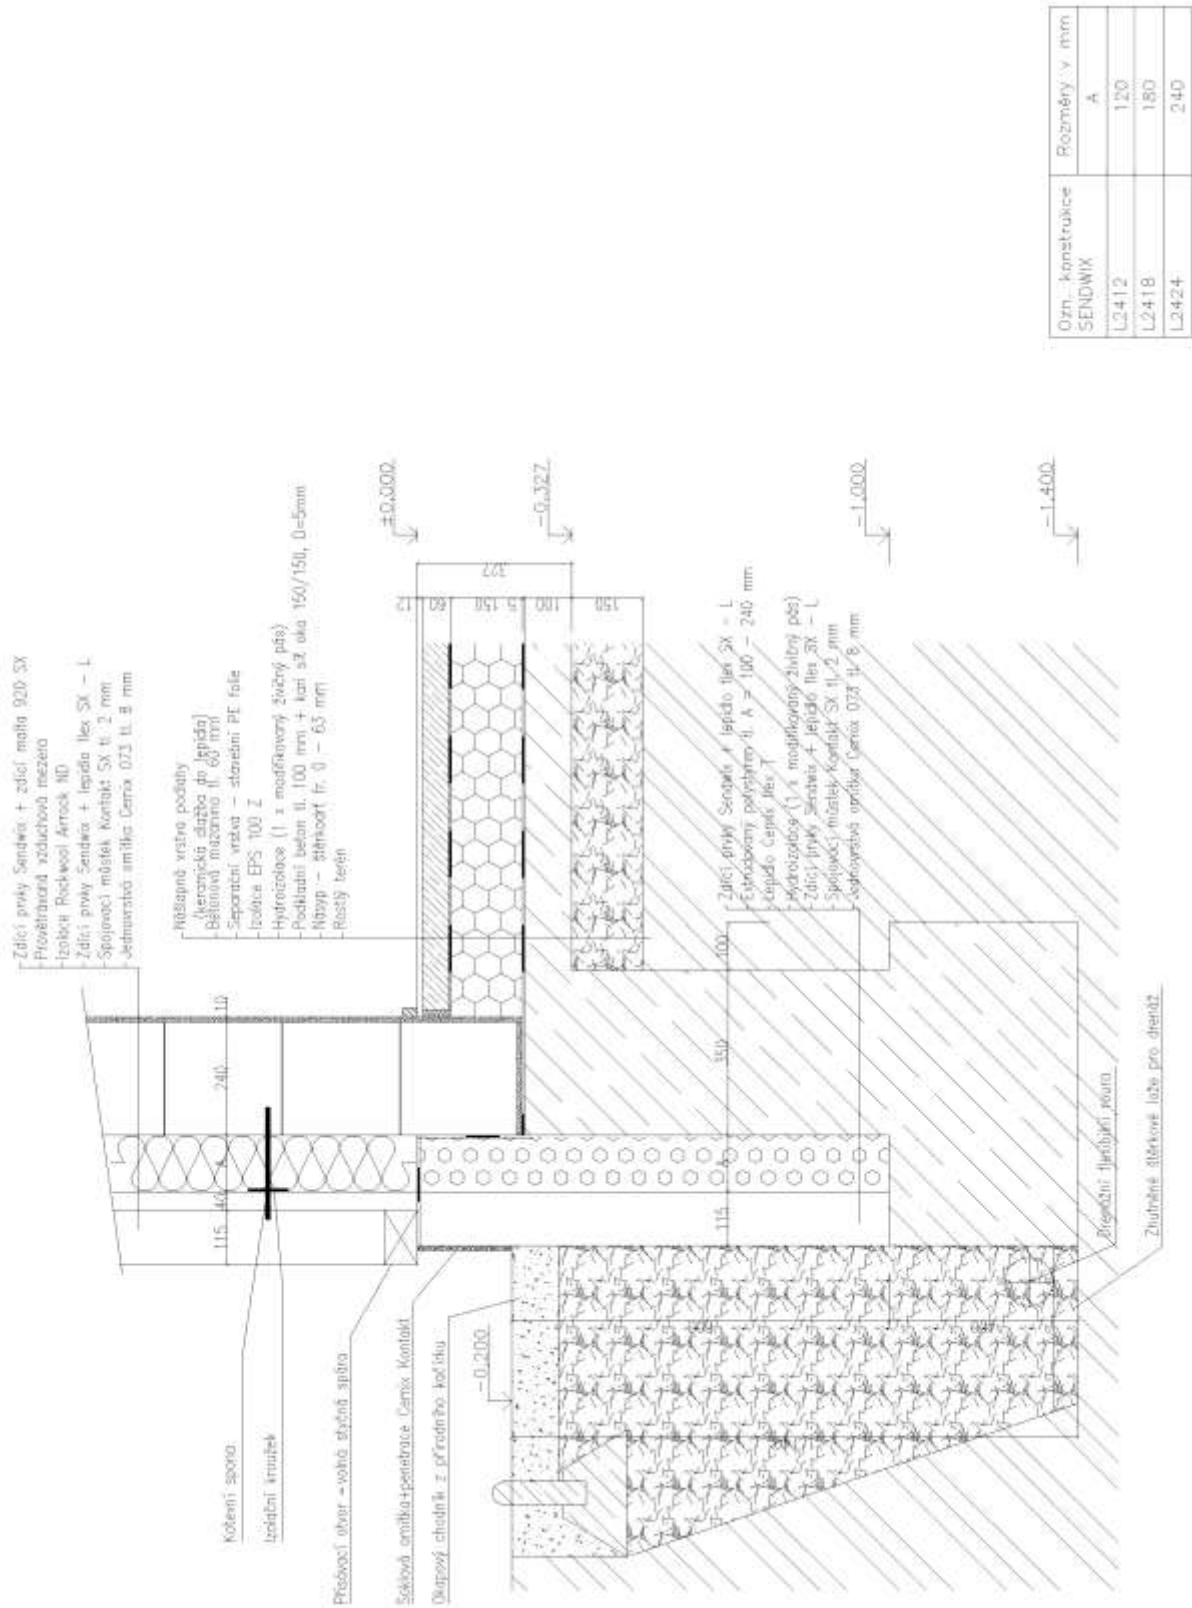 Zdící prvky Sendwix + zdící malta 920 SX
Provětrávaná vzduchová mezera
Izolace Rockwool Airrock ND
Zdící prvky Sendwix + lepidlo flex SX - L
Spojovací můstek Kontakt SX tl. 2 mm
Jednovrstvá omítka Cemix 073 tl. 8 mm
Nášlapná vrstva podlahy
(keramická dlažba do lepidla)
Betonová mazanina tl. 60 mm
Separační vrstva - stavební PE folie
Izolace EPS 100 Z
Hydroizolace (1 x modifikovaný živičný pás)
Podkladní beton tl. 100 mm + kari síť oka 150/150, D=5mm
Násyp - štěrkodrť fr. 0 - 63 mm
Rostlý terén
115
40
A
240
10
±0,000
-0,327
-1,000
-1,400
327
12
60
150
5
100
150
Zdící prvky Sendwix + lepidlo flex SX - L
Extrudovaný polystyren tl. A = 100 - 240 mm
Lepidlo Cemix flex T
Hydroizolace (1 x modifikovaný živičný pás)
Zdící prvky Sendwix + lepidlo flex SX - L
Spojovací můstek Kontakt SX tl. 2 mm
Jednovrstvá omítka Cemix 073 tl. 8 mm
115
A
350
100
Kotevní spona
Izolační kroužek
Přisávací otvor - volná styčná spára
Soklová omítka+penetrace Cemix Kontakt
Okapový chodník z přírodního kačírku
-0,200
Drenážní flexibilní roura
Zhutněné štěrkové lože pro drenáž
Ozn. konstrukce SENDWIX
Rozměry v mm
A
L2412 120
L2418 180
L2424 240